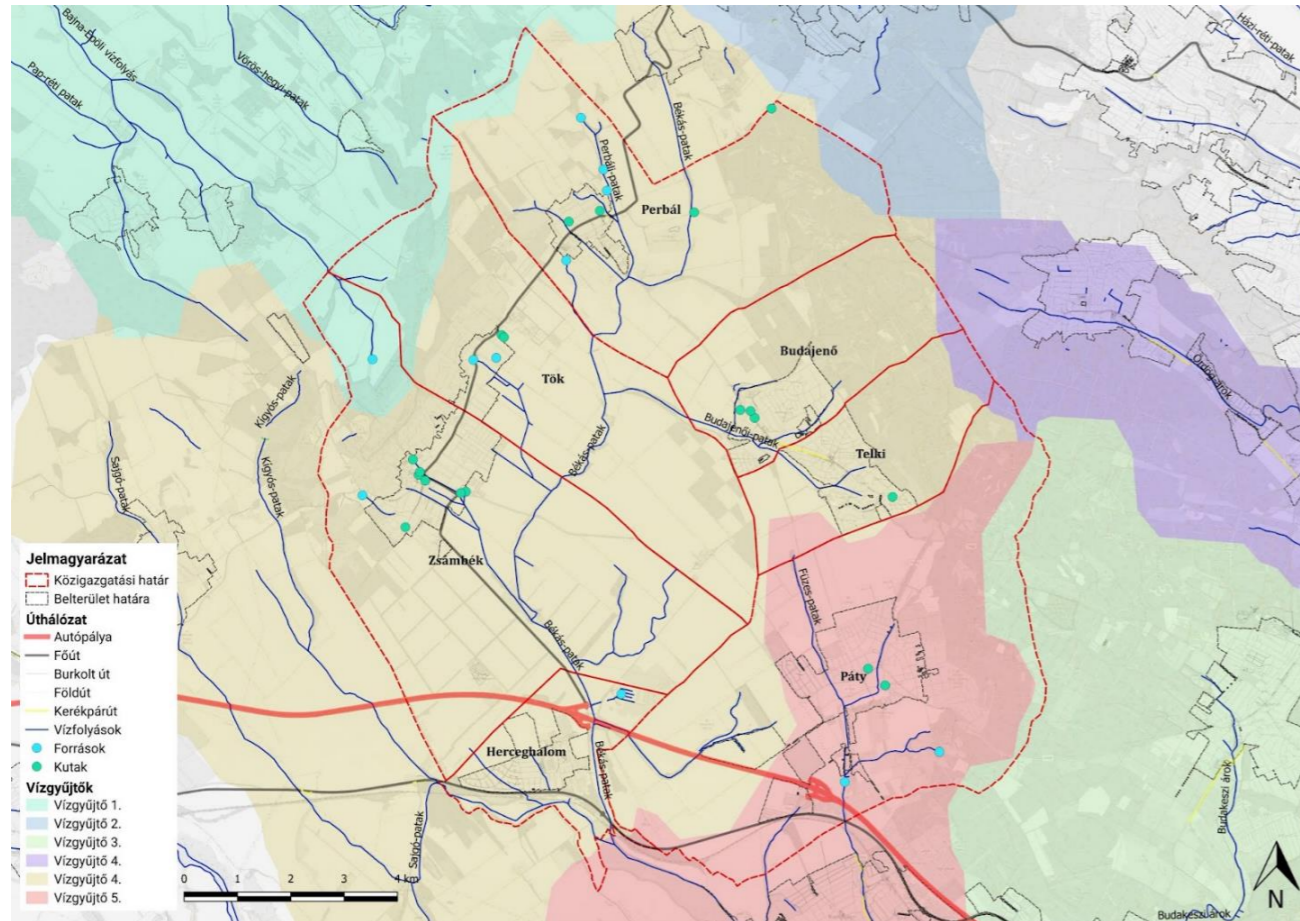 Bajna-Epöli vízfolyás
Pap-réti patak
Vörös-hegyi-patak
Házi-réti-patak
Békás-patak
Perbáli-patak
Perbál
Kígyós-patak
Tök
Budajenő
Ördög-árok
Budajenői-patak
Telki
Békás-patak
Sajgó-patak
Kígyós-patak
Zsámbék
Füzes-patak
Békás-patak
Páty
Herceghalom
Békás-patak
Sajgó-patak
Budakeszi árok
Budakesziárok
Jelmagyarázat
Közigazgatási határ
Belterület határa
Úthálózat
Autópálya
Főút
Burkolt út
Földút
Kerékpárút
Vízfolyások
Források
Kutak
Vízgyűjtők
Vízgyűjtő 1.
Vízgyűjtő 2.
Vízgyűjtő 3.
Vízgyűjtő 4.
Vízgyűjtő 4.
Vízgyűjtő 5.
0 1 2 3 4 km
N